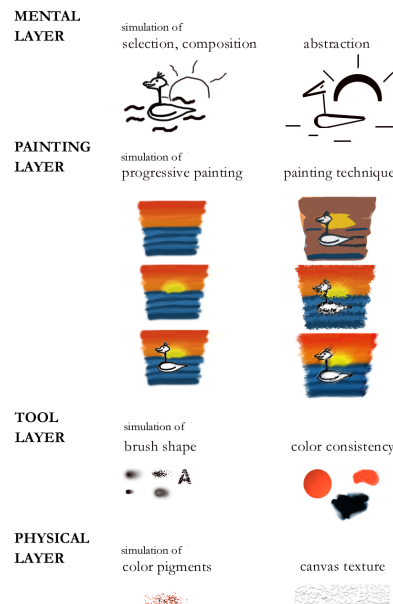 MENTAL
LAYER
simulation of
selection, composition
abstraction
PAINTING
LAYER
simulation of
progressive painting
painting technique
TOOL
LAYER
simulation of
brush shape
color consistency
A
PHYSICAL
LAYER
simulation of
color pigments
canvas texture